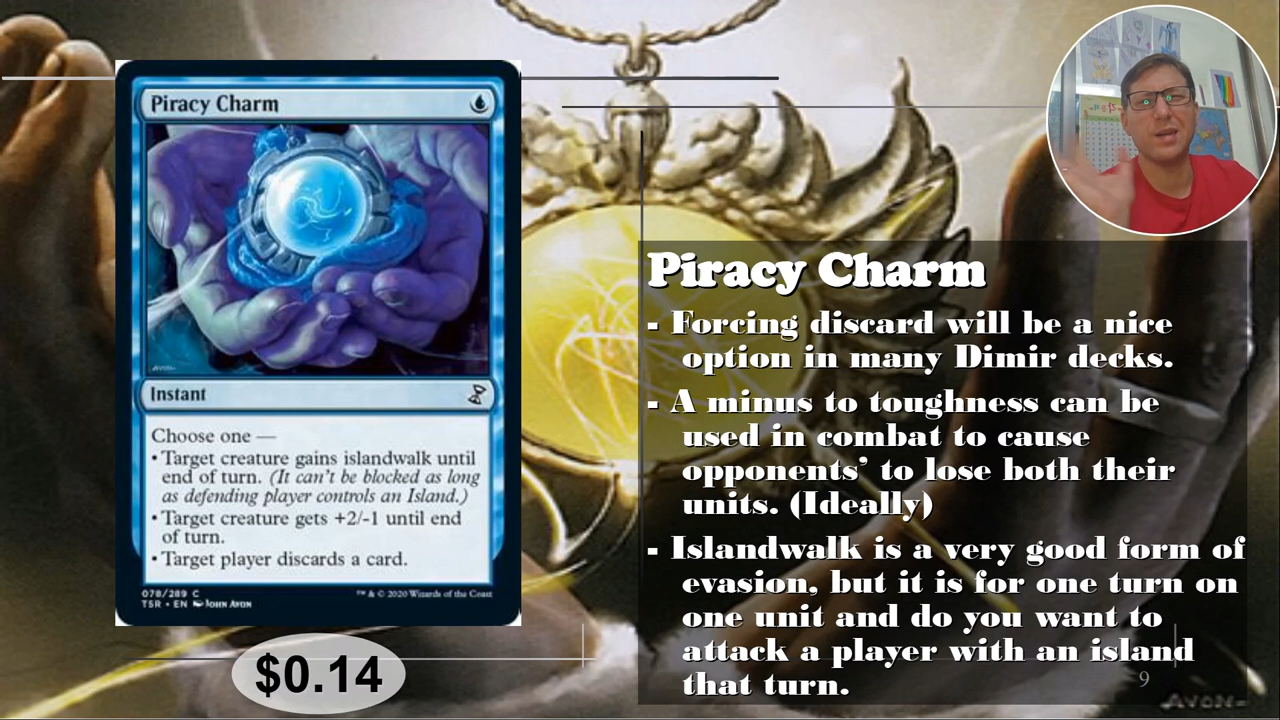 Piracy Charm
Instant
Choose one —
• Target creature gains islandwalk until
end of turn. (It can't be blocked as long
as defending player controls an Island.)
• Target creature gets +2/-1 until end
of turn.
• Target player discards a card.
078/289 C
TSR • EN JOHN AVON
™ & © 2020 Wizards of the Coast
$0.14
Piracy Charm
- Forcing discard will be a nice
option in many Dimir decks.
- A minus to toughness can be
used in combat to cause
opponents’ to lose both their
units. (Ideally)
- Islandwalk is a very good form of
evasion, but it is for one turn on
one unit and do you want to
attack a player with an island
that turn.
9
AVON-